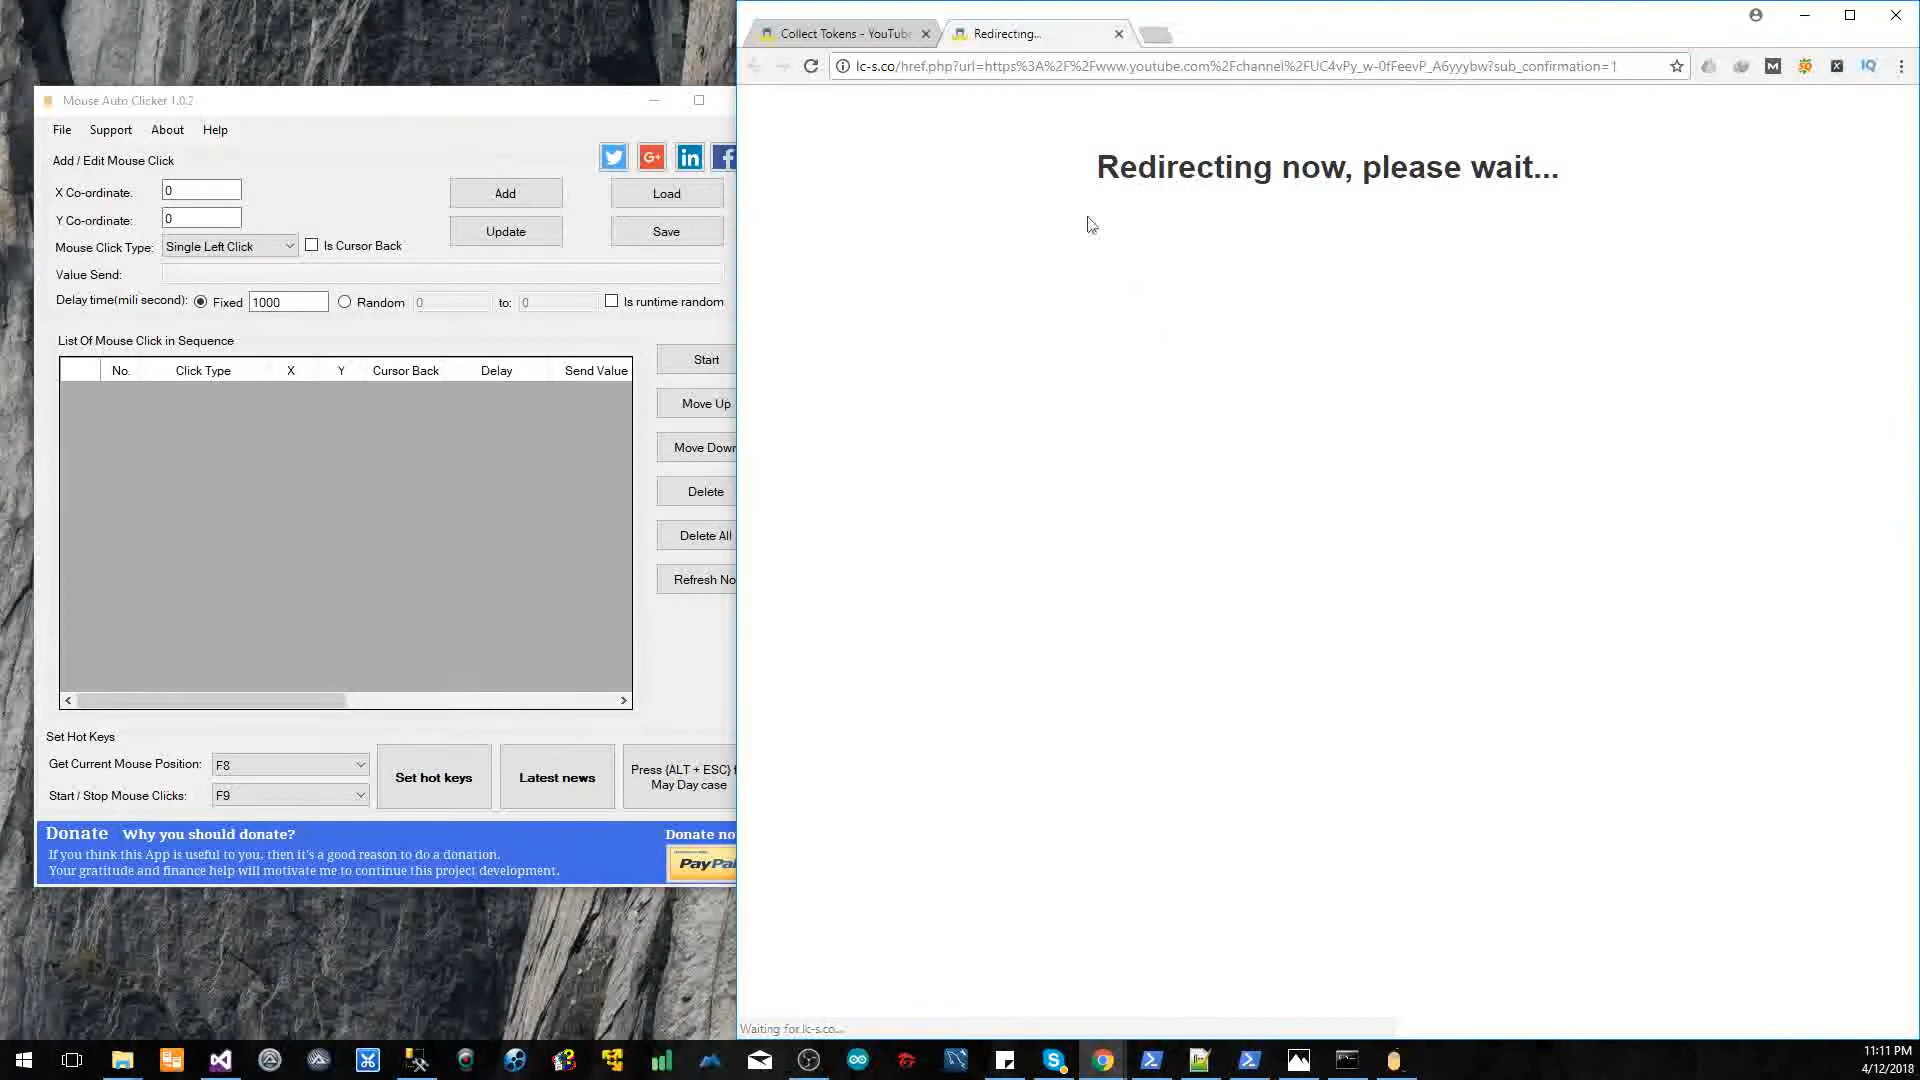 Mouse Auto Clicker 1.0.2
File Support About Help
Add / Edit Mouse Click
X Co-ordinate: 0
Add Load
Y Co-ordinate: 0
Update Save
Mouse Click Type: Single Left Click Is Cursor Back
Value Send:
Delay time(mili second): Fixed 1000 Random 0 to: 0 Is runtime random
List Of Mouse Click in Sequence
No. Click Type X Y Cursor Back Delay Send Value
Start
Move Up
Move Down
Delete
Delete All
Refresh No
Set Hot Keys
Get Current Mouse Position: F8
Start / Stop Mouse Clicks: F9
Set hot keys
Latest news
Press {ALT + ESC} f
May Day case
Donate Why you should donate? Donate no
If you think this App is useful to you, then it's a good reason to do a donation.
Your gratitude and finance help will motivate me to continue this project development.
PayPal
Collect Tokens - YouTube
Redirecting...
lc-s.co/href.php?url=https%3A%2F%2Fwww.youtube.com%2Fchannel%2FUC4vPy_w-0fFeevP_A6yyybw?sub_confirmation=1
Redirecting now, please wait...
Waiting for lc-s.co...
11:11 PM
4/12/2018